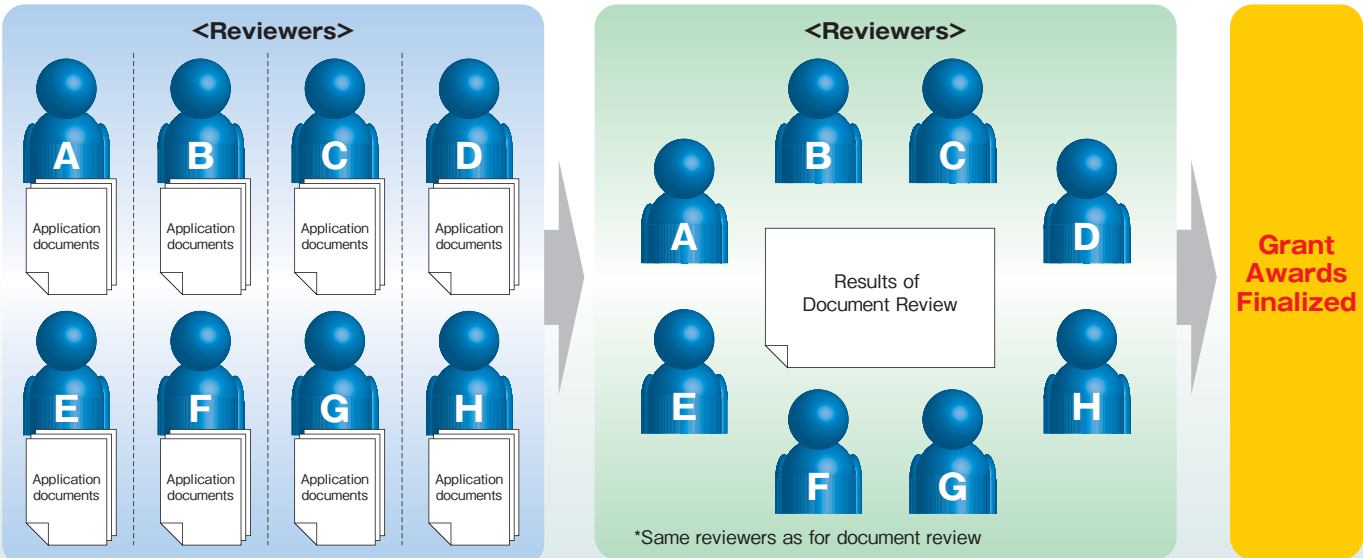 <Reviewers>
A
B
C
D
Application
documents
Application
documents
Application
documents
Application
documents
E
F
G
H
Application
documents
Application
documents
Application
documents
Application
documents
<Reviewers>
B
C
A
D
Results of
Document Review
E
H
F
G
*Same reviewers as for document review
Grant
Awards
Finalized